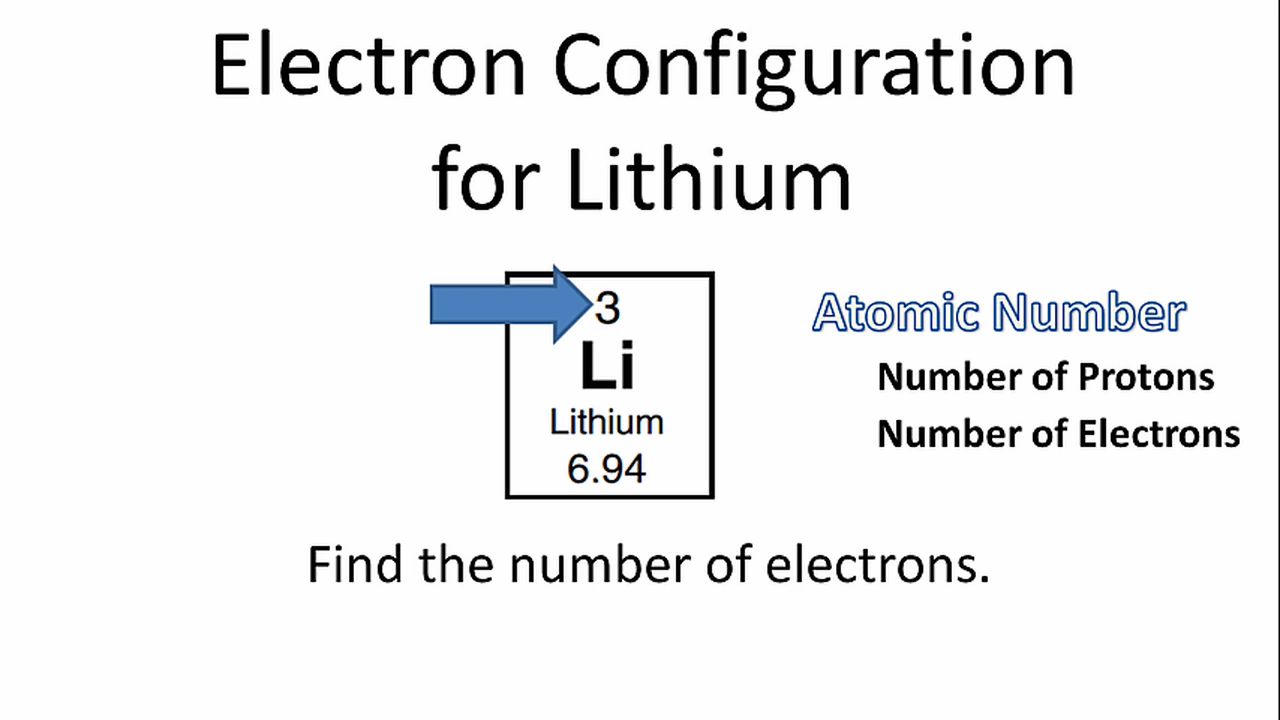 Electron Configuration
for Lithium
3
Li
Lithium
6.94
Atomic Number
Number of Protons
Number of Electrons
Find the number of electrons.